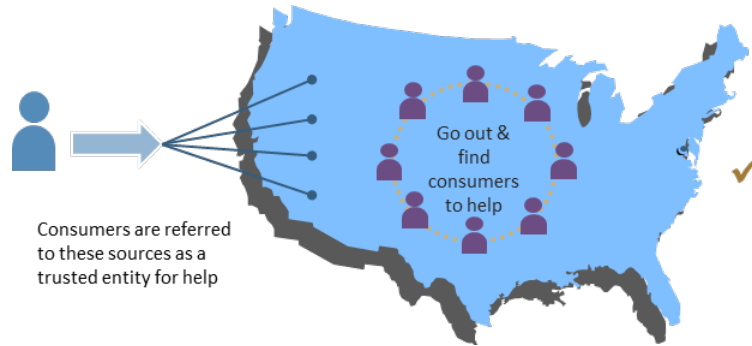 Go out &
find
consumers
to help
Consumers are referred
to these sources as a
trusted entity for help